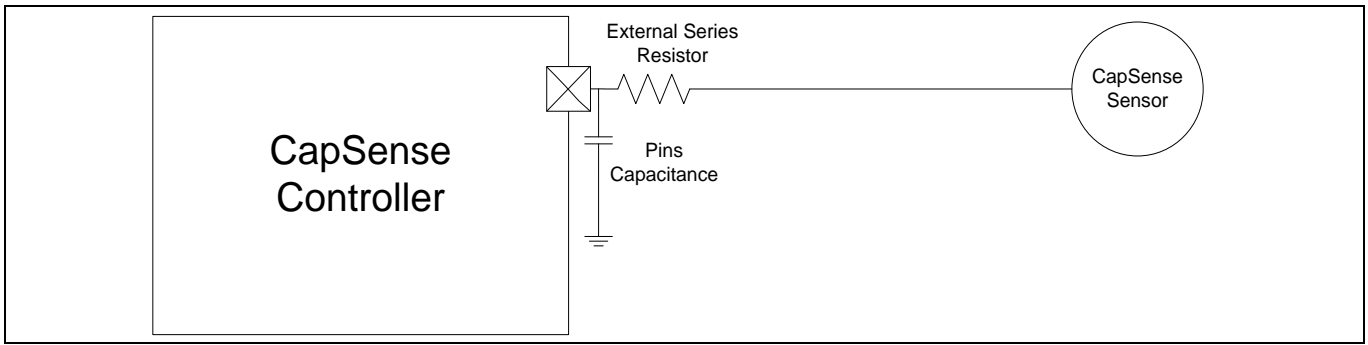 External Series
Resistor
CapSense
Sensor
CapSense
Controller
Pins
Capacitance